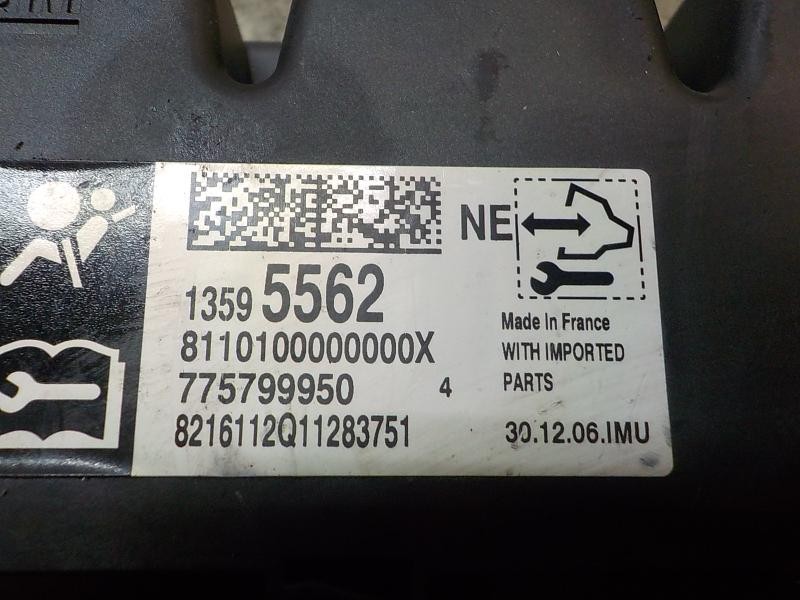 NE
1359 5562
8110100000000X
775799950 4
8216112Q11283751
Made In France
WITH IMPORTED
PARTS
30.12.06.IMU